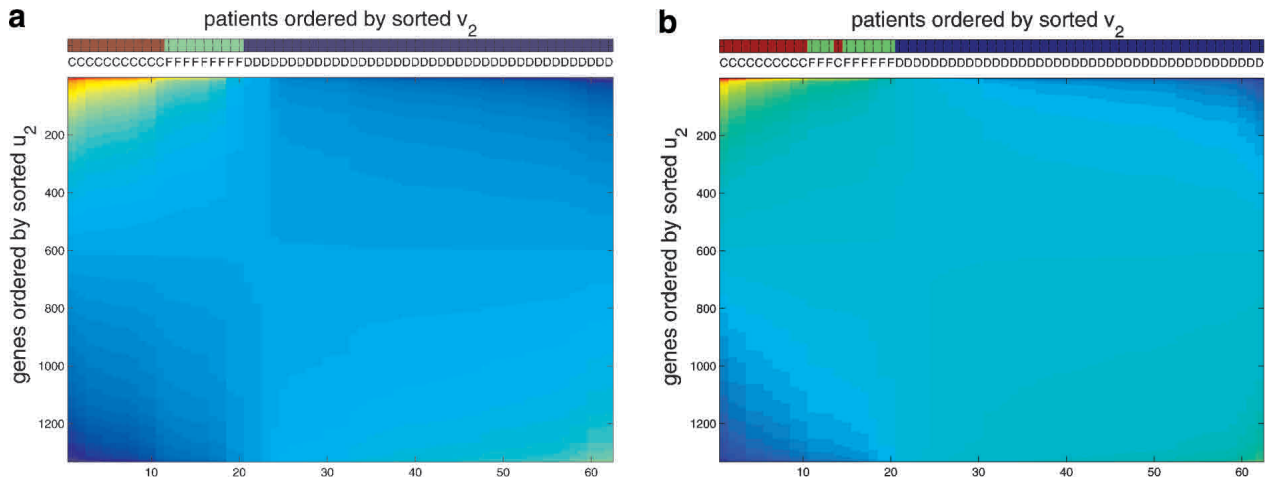 a
patients ordered by sorted v2
CCCCCCCCCCCFFFFFFFFFDDDDDDDDDDDDDDDDDDDDDDDDDDDDDDDDDDDDDDDDDD
genes ordered by sorted u2
200
400
600
800
1000
1200
10 20 30 40 50 60
b
patients ordered by sorted v2
CCCCCCCCCCFFFCFFFFFFDDDDDDDDDDDDDDDDDDDDDDDDDDDDDDDDDDDDDDDDDD
genes ordered by sorted u2
200
400
600
800
1000
1200
10 20 30 40 50 60